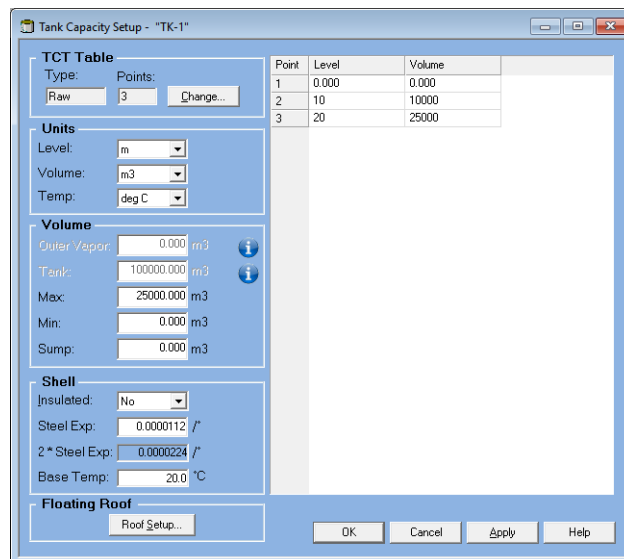 Tank Capacity Setup - "TK-1"
TCT Table
Type: Points:
Raw 3 Change...
Units
Level: m
Volume: m3
Temp: deg C
Volume
Outer Vapor: 0.000 m3
Tank: 100000.000 m3
Max: 25000.000 m3
Min: 0.000 m3
Sump: 0.000 m3
Shell
Insulated: No
Steel Exp: 0.0000112 /°
2 * Steel Exp: 0.0000224 /°
Base Temp: 20.0 °C
Floating Roof
Roof Setup...
Point Level Volume
1 0.000 0.000
2 10 10000
3 20 25000
OK Cancel Apply Help